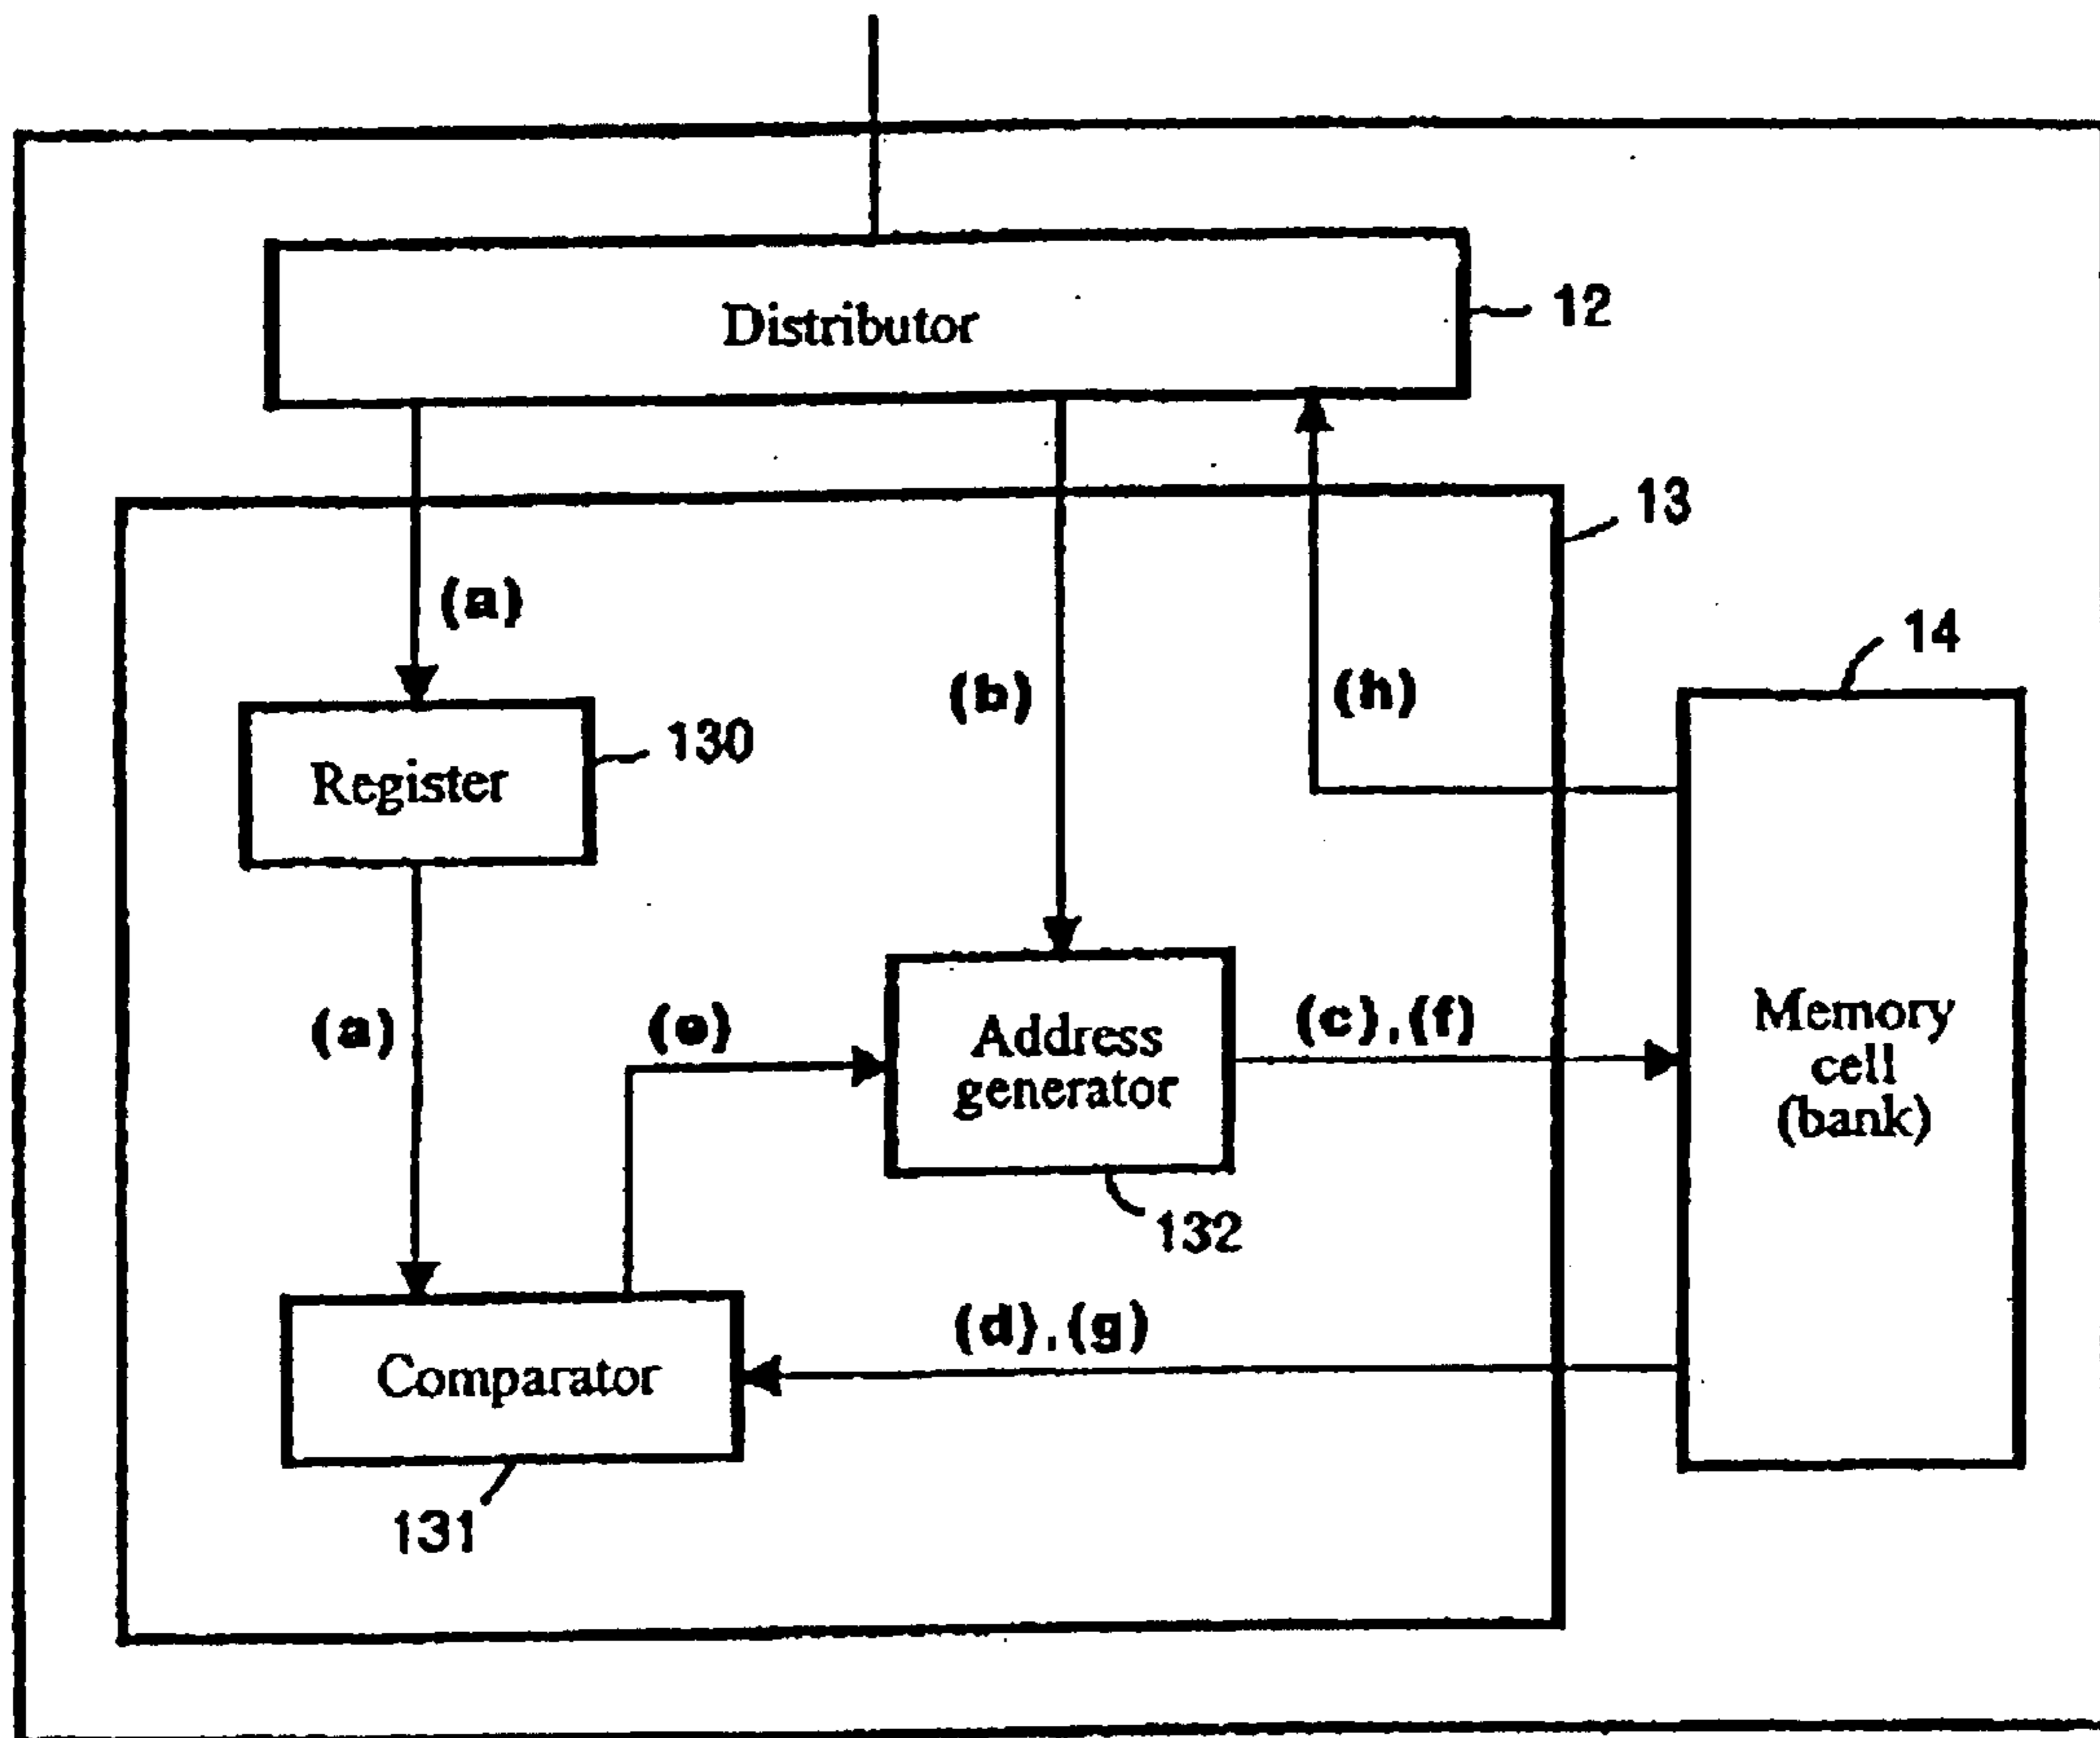 Distributor
12
13
(a)
14
(b)
(h)
Register
130
(a)
(e)
Address
generator
(c),(f)
Memory
cell
(bank)
132
(d),(g)
Comparator
131